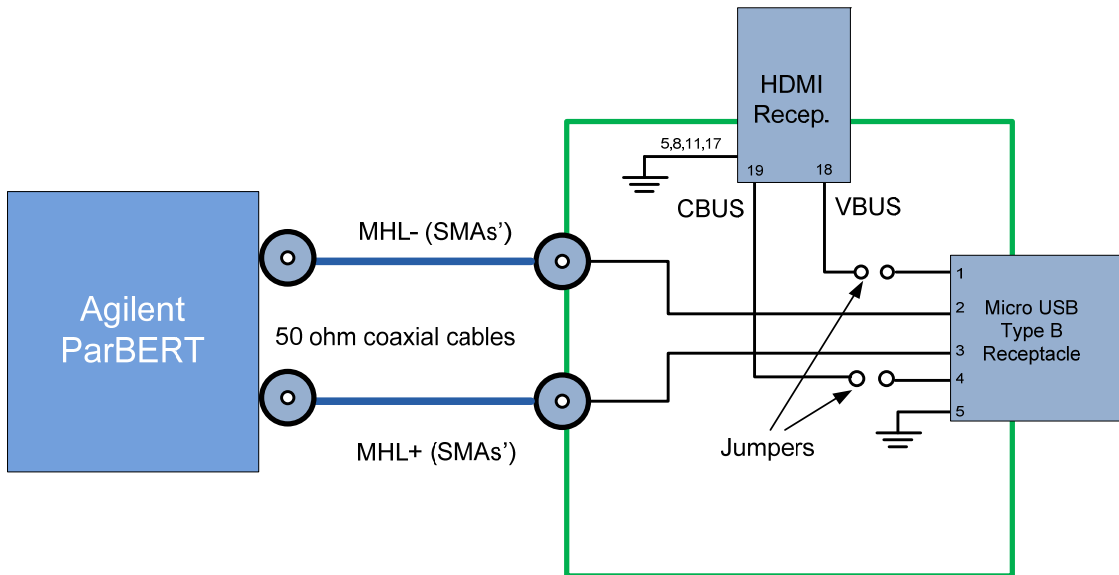 HDMI
Recep.
5,8,11,17
19
18
CBUS
VBUS
MHL- (SMAs’)
Agilent
ParBERT
50 ohm coaxial cables
MHL+ (SMAs’)
1
2
3
4
5
Micro USB
Type B
Receptacle
Jumpers